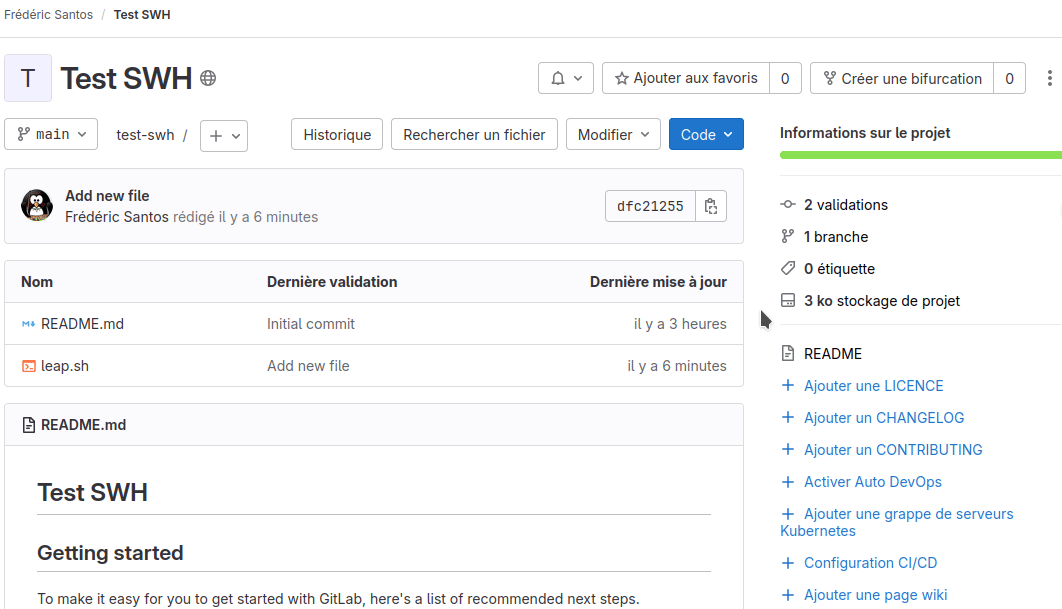 Frédéric Santos / Test SWH
T Test SWH
Ajouter aux favoris 0 Créer une bifurcation 0
main test-swh / + Historique Rechercher un fichier Modifier Code
Add new file
Frédéric Santos rédigé il y a 6 minutes
dfc21255
Nom Dernière validation Dernière mise à jour
README.md Initial commit il y a 3 heures
leap.sh Add new file il y a 6 minutes
README.md
Test SWH
Getting started
To make it easy for you to get started with GitLab, here's a list of recommended next steps.
Informations sur le projet
2 validations
1 branche
0 étiquette
3 ko stockage de projet
README
+ Ajouter une LICENCE
+ Ajouter un CHANGELOG
+ Ajouter un CONTRIBUTING
+ Activer Auto DevOps
+ Ajouter une grappe de serveurs
Kubernetes
+ Configuration CI/CD
+ Ajouter une page wiki